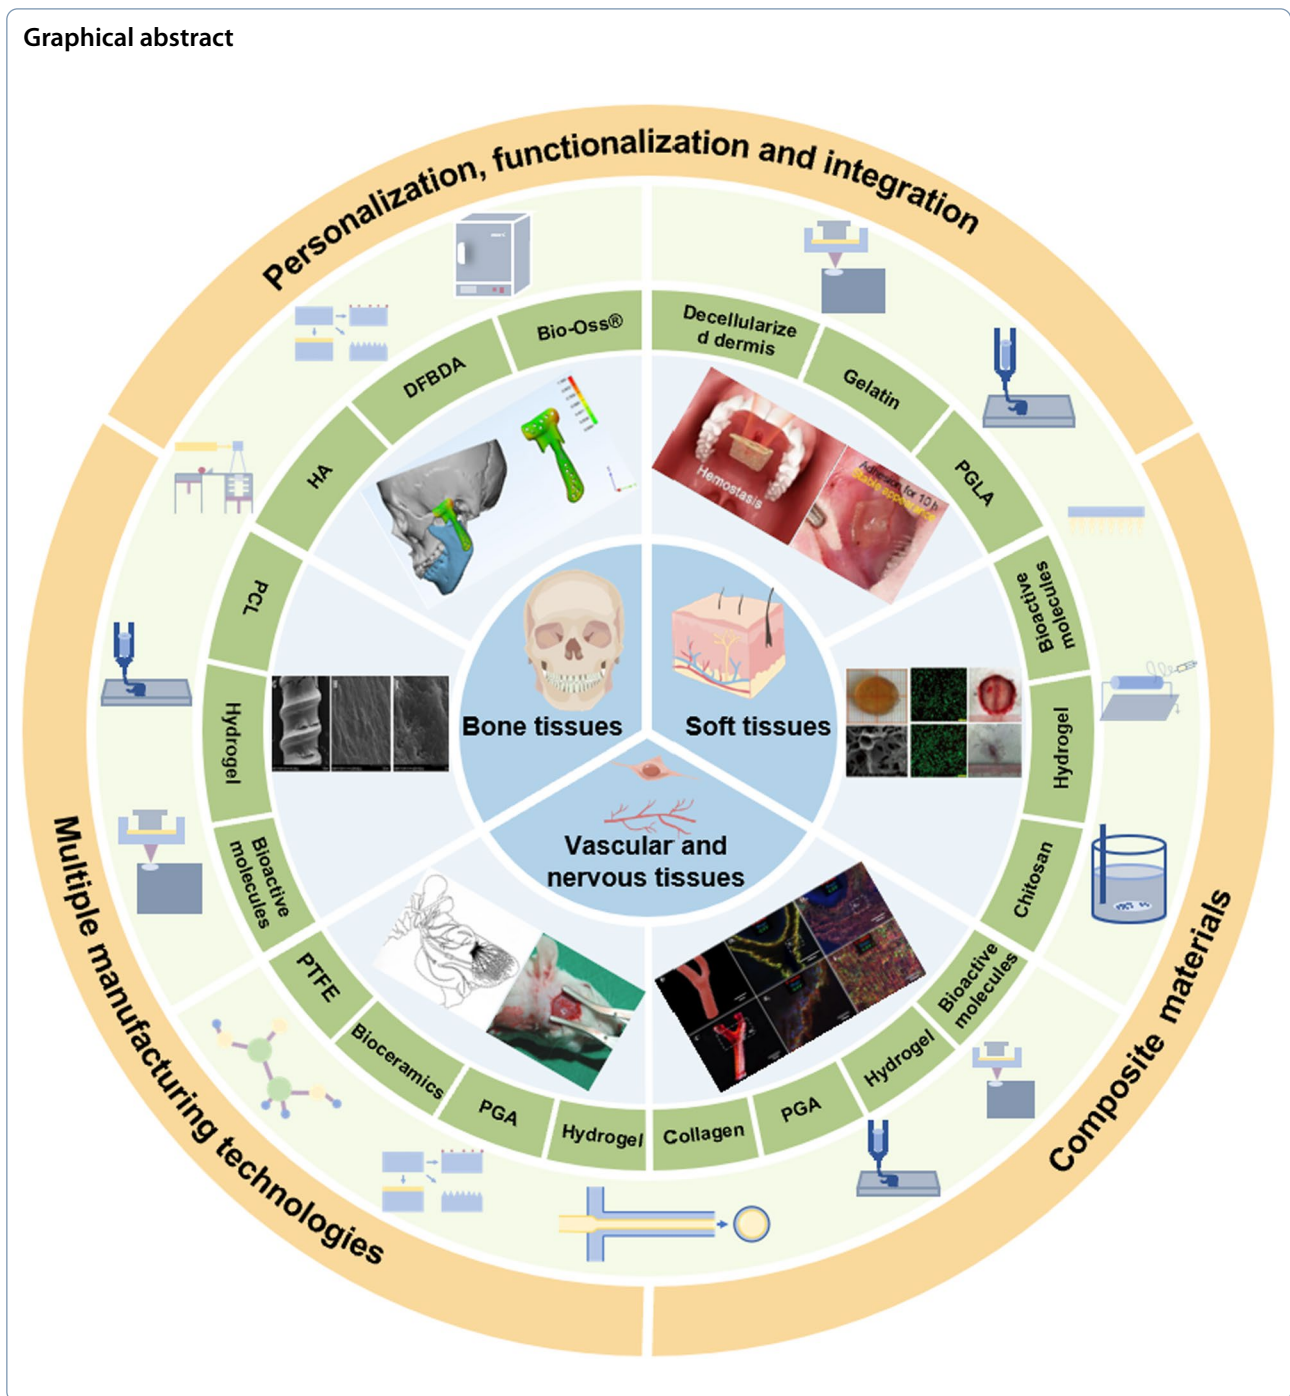 Graphical abstract
Personalization, functionalization and integration
Composite materials
Multiple manufacturing technologies
Bio-Oss®
DFBDA
HA
PCL
Hydrogel
Bioactive
molecules
Decellularize
d dermis
Gelatin
PGLA
Bioactive
molecules
Hydrogel
Chitosan
Bioactive
molecules
Hydrogel
PGA
Collagen
Hydrogel
PGA
Bioceramics
PTFE
Hemostasis
Adhesion for 10 h
Stable appearance
Bone tissues
Soft tissues
Vascular and
nervous tissues